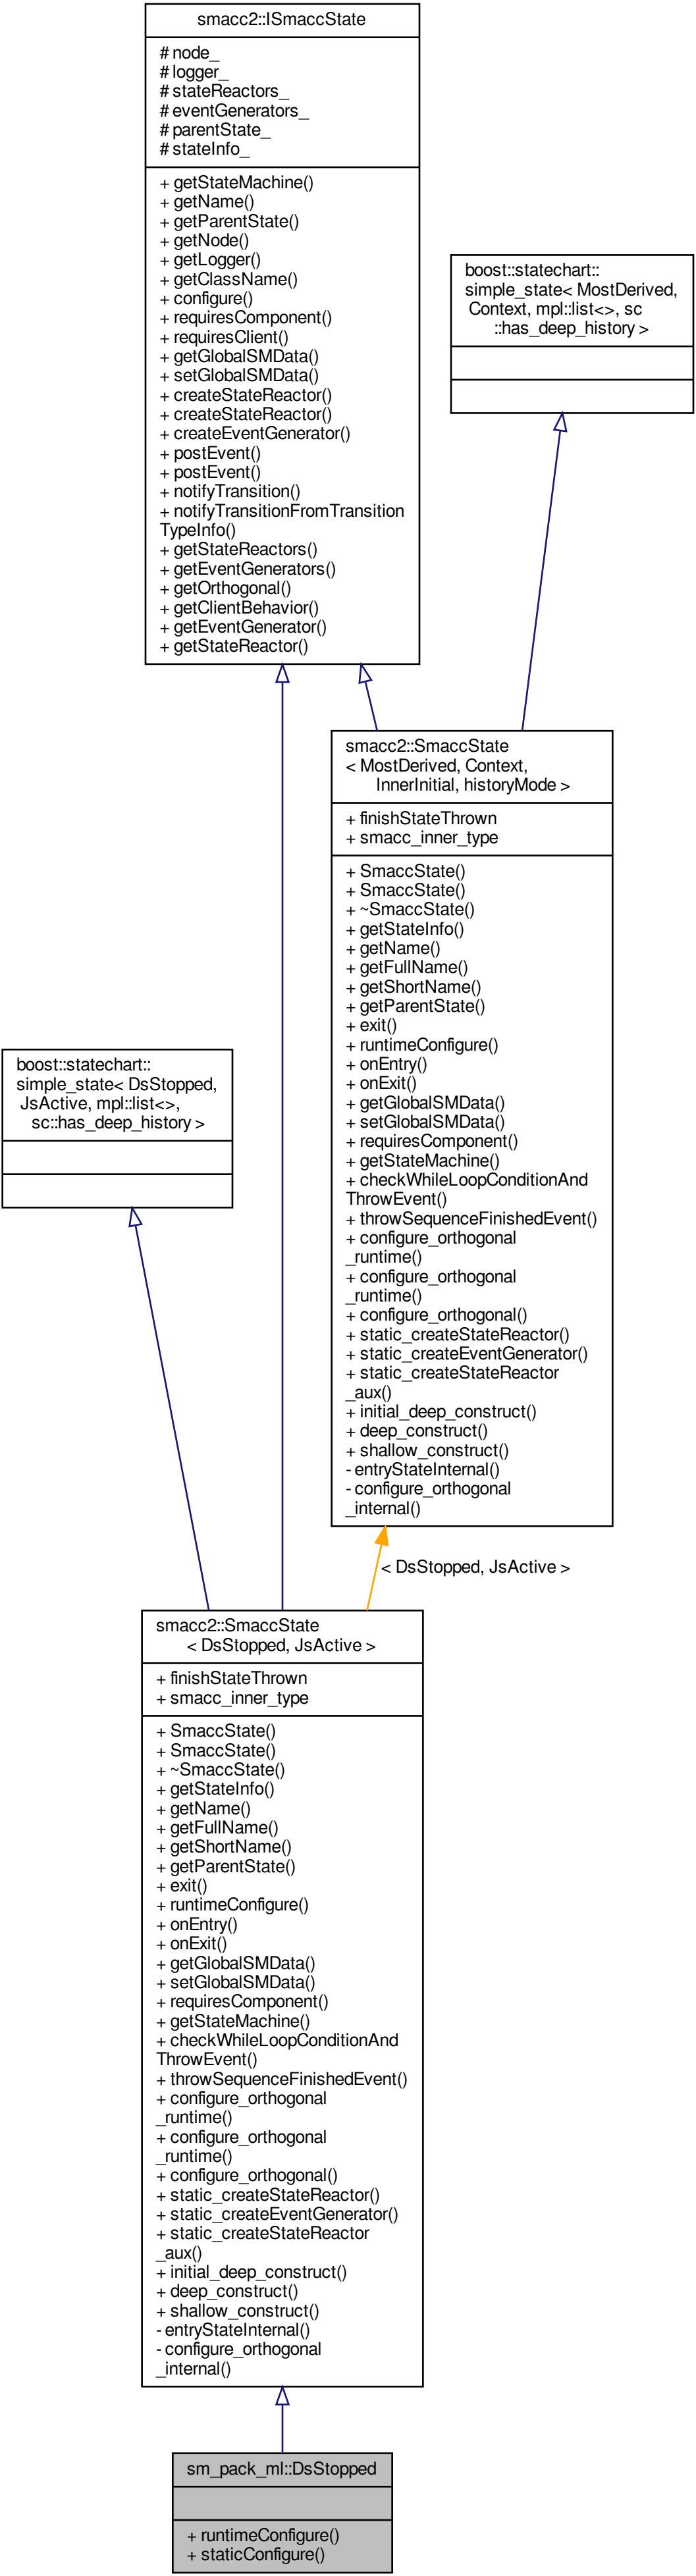 smacc2::ISmaccState
# node_
# logger_
# stateReactors_
# eventGenerators_
# parentState_
# stateInfo_
+ getStateMachine()
+ getName()
+ getParentState()
+ getNode()
+ getLogger()
+ getClassName()
+ configure()
+ requiresComponent()
+ requiresClient()
+ getGlobalSMData()
+ setGlobalSMData()
+ createStateReactor()
+ createStateReactor()
+ createEventGenerator()
+ postEvent()
+ postEvent()
+ notifyTransition()
+ notifyTransitionFromTransition
TypeInfo()
+ getStateReactors()
+ getEventGenerators()
+ getOrthogonal()
+ getClientBehavior()
+ getEventGenerator()
+ getStateReactor()
boost::statechart::
simple_state< MostDerived,
Context, mpl::list<>, sc
::has_deep_history >
smacc2::SmaccState
< MostDerived, Context,
InnerInitial, historyMode >
+ finishStateThrown
+ smacc_inner_type
+ SmaccState()
+ SmaccState()
+ ~SmaccState()
+ getStateInfo()
+ getName()
+ getFullName()
+ getShortName()
+ getParentState()
+ exit()
+ runtimeConfigure()
+ onEntry()
+ onExit()
+ getGlobalSMData()
+ setGlobalSMData()
+ requiresComponent()
+ getStateMachine()
+ checkWhileLoopConditionAnd
ThrowEvent()
+ throwSequenceFinishedEvent()
+ configure_orthogonal
_runtime()
+ configure_orthogonal
_runtime()
+ configure_orthogonal()
+ static_createStateReactor()
+ static_createEventGenerator()
+ static_createStateReactor
_aux()
+ initial_deep_construct()
+ deep_construct()
+ shallow_construct()
- entryStateInternal()
- configure_orthogonal
_internal()
boost::statechart::
simple_state< DsStopped,
JsActive, mpl::list<>,
sc::has_deep_history >
< DsStopped, JsActive >
smacc2::SmaccState
< DsStopped, JsActive >
+ finishStateThrown
+ smacc_inner_type
+ SmaccState()
+ SmaccState()
+ ~SmaccState()
+ getStateInfo()
+ getName()
+ getFullName()
+ getShortName()
+ getParentState()
+ exit()
+ runtimeConfigure()
+ onEntry()
+ onExit()
+ getGlobalSMData()
+ setGlobalSMData()
+ requiresComponent()
+ getStateMachine()
+ checkWhileLoopConditionAnd
ThrowEvent()
+ throwSequenceFinishedEvent()
+ configure_orthogonal
_runtime()
+ configure_orthogonal
_runtime()
+ configure_orthogonal()
+ static_createStateReactor()
+ static_createEventGenerator()
+ static_createStateReactor
_aux()
+ initial_deep_construct()
+ deep_construct()
+ shallow_construct()
- entryStateInternal()
- configure_orthogonal
_internal()
sm_pack_ml::DsStopped
+ runtimeConfigure()
+ staticConfigure()